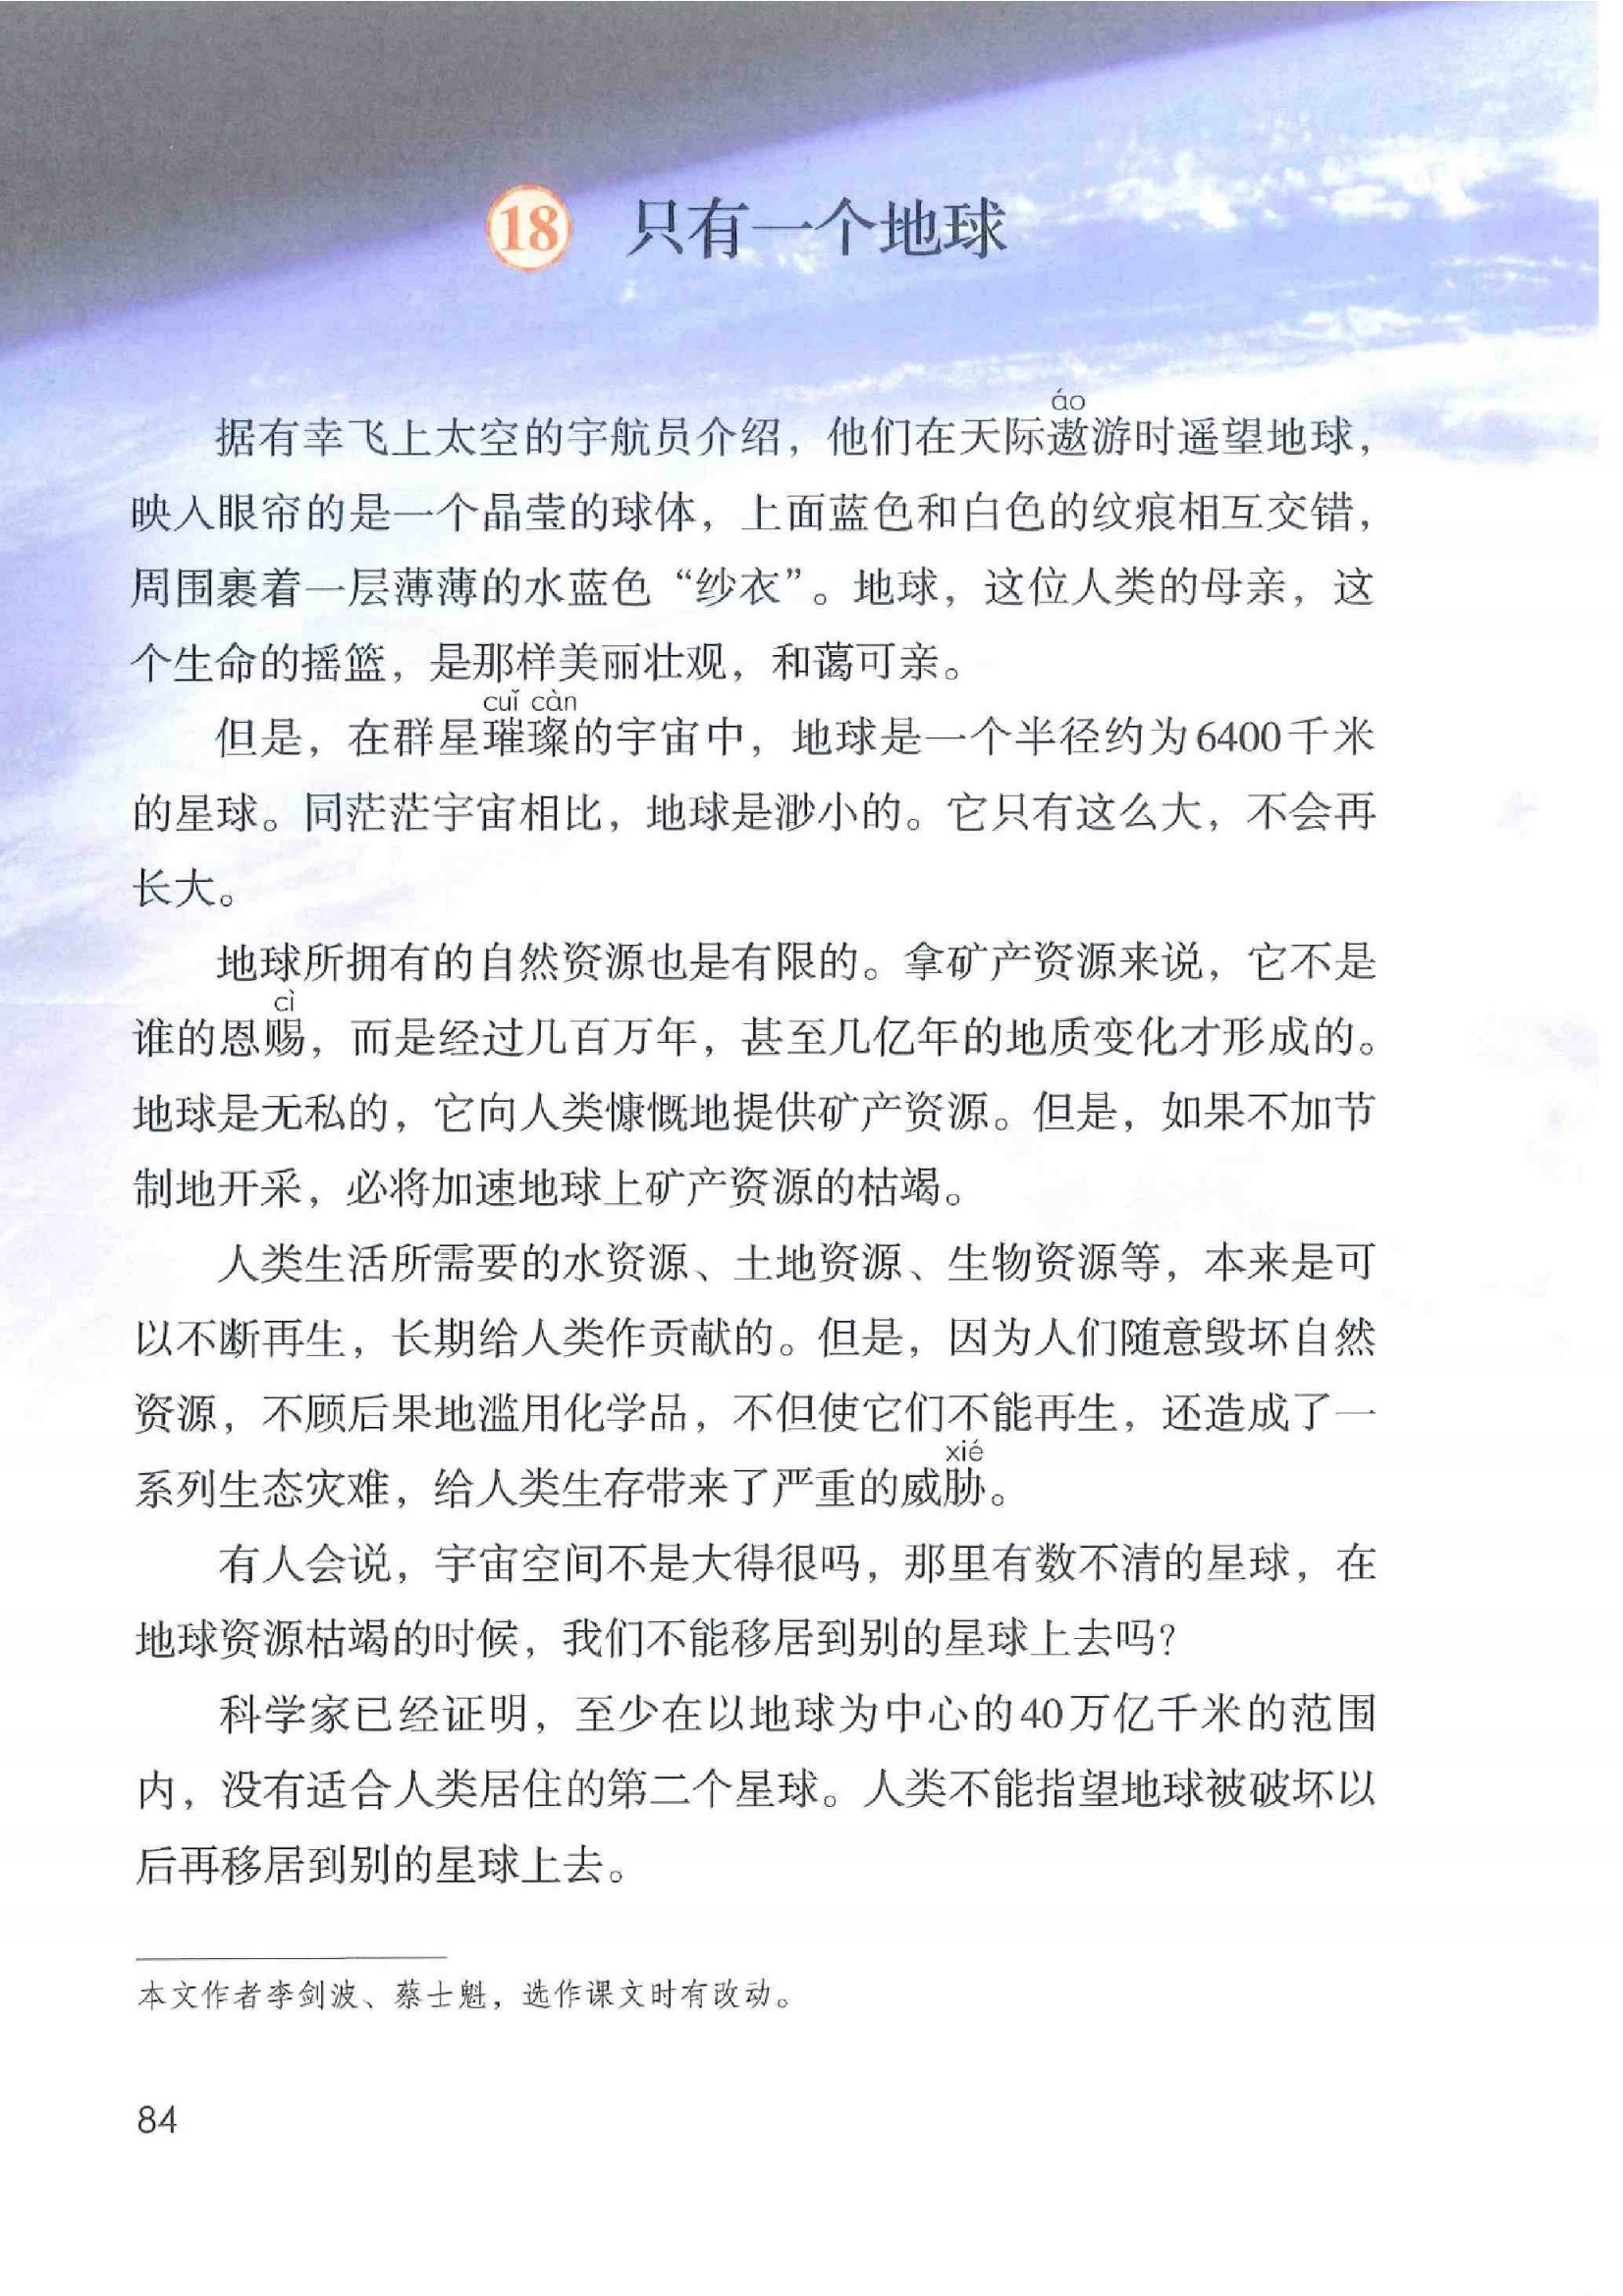 18 只有一个地球
áo
据有幸飞上太空的宇航员介绍，他们在天际遨游时遥望地球，
映入眼帘的是一个晶莹的球体，上面蓝色和白色的纹痕相互交错，
周围裹着一层薄薄的水蓝色“纱衣”。地球，这位人类的母亲，这
个生命的摇篮，是那样美丽壮观，和蔼可亲。
cuǐ càn
但是，在群星璀璨的宇宙中，地球是一个半径约为6400千米
的星球。同茫茫宇宙相比，地球是渺小的。它只有这么大，不会再
长大。
地球所拥有的自然资源也是有限的。拿矿产资源来说，它不是
cì
谁的恩赐，而是经过几百万年，甚至几亿年的地质变化才形成的。
地球是无私的，它向人类慷慨地提供矿产资源。但是，如果不加节
制地开采，必将加速地球上矿产资源的枯竭。
人类生活所需要的水资源、土地资源、生物资源等，本来是可
以不断再生，长期给人类作贡献的。但是，因为人们随意毁坏自然
资源，不顾后果地滥用化学品，不但使它们不能再生，还造成了一
xié
系列生态灾难，给人类生存带来了严重的威胁。
有人会说，宇宙空间不是大得很吗，那里有数不清的星球，在
地球资源枯竭的时候，我们不能移居到别的星球上去吗？
科学家已经证明，至少在以地球为中心的40万亿千米的范围
内，没有适合人类居住的第二个星球。人类不能指望地球被破坏以
后再移居到别的星球上去。
本文作者李剑波、蔡士魁，选作课文时有改动。
84